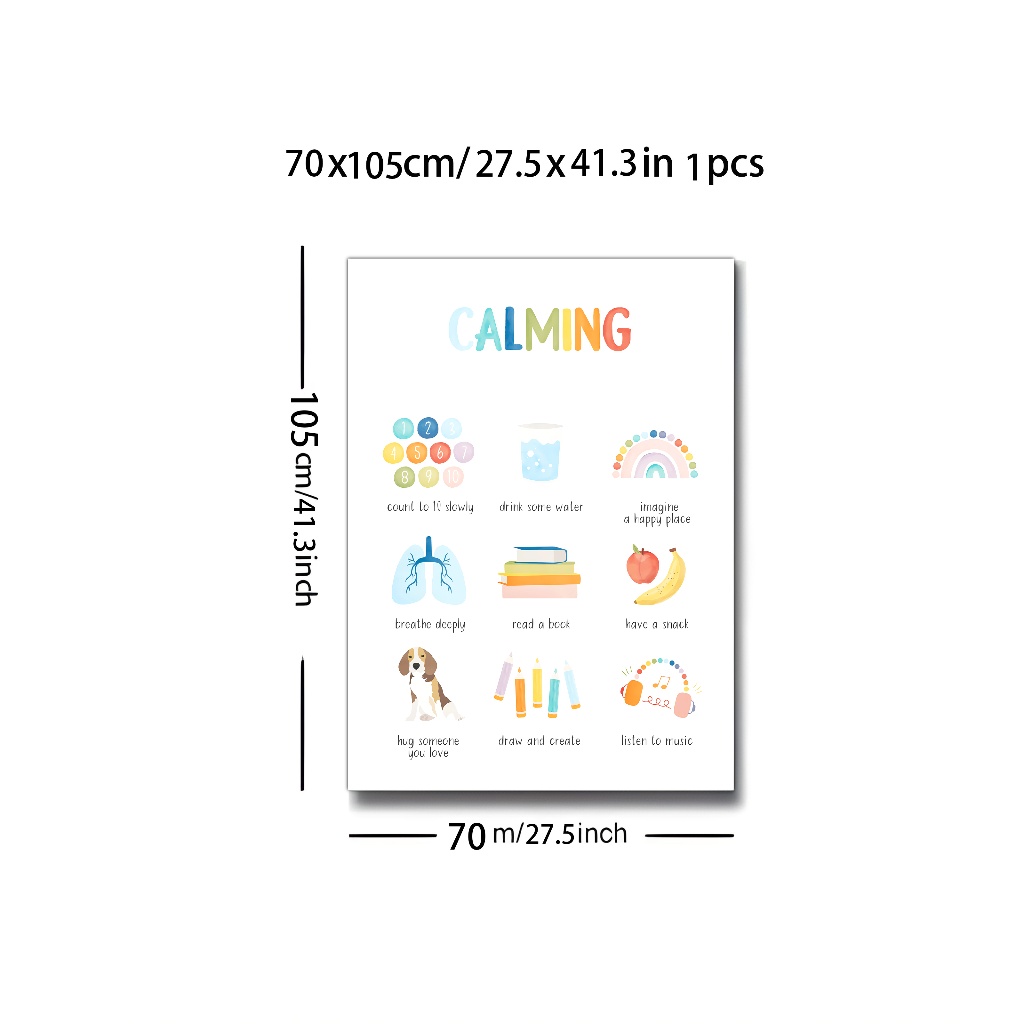 70x105cm/27.5x41.3in 1pcs
CALMING
105cm/41.3inch
1 2 3
4 5 6 7
8 9 10
count to 10 slowly
drink some water
imagine
a happy place
breathe deeply
read a book
have a snack
hug someone
you love
draw and create
listen to music
70 m/27.5inch